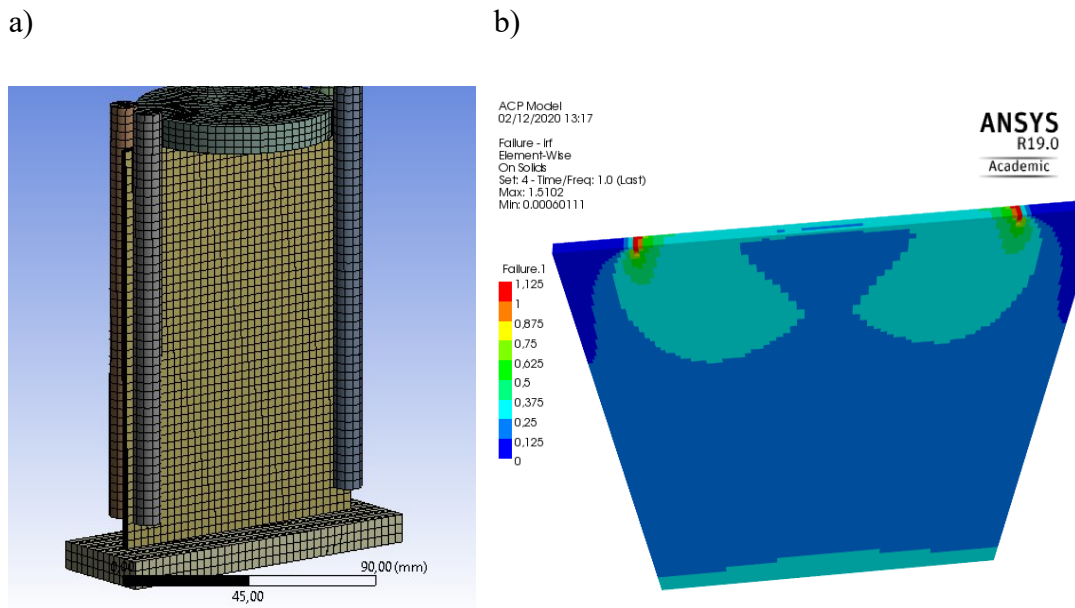 a)
b)
0,00
90,00 (mm)
45,00
ACP Model
02/12/2020 13:17
Failure - irf
Element-Wise
On Solids
Set: 4 - Time/Freq: 1.0 (Last)
Max: 1.5102
Min: 0.00060111
ANSYS
R19.0
Academic
Failure.1
1,125
1
0,875
0,75
0,625
0,5
0,375
0,25
0,125
0